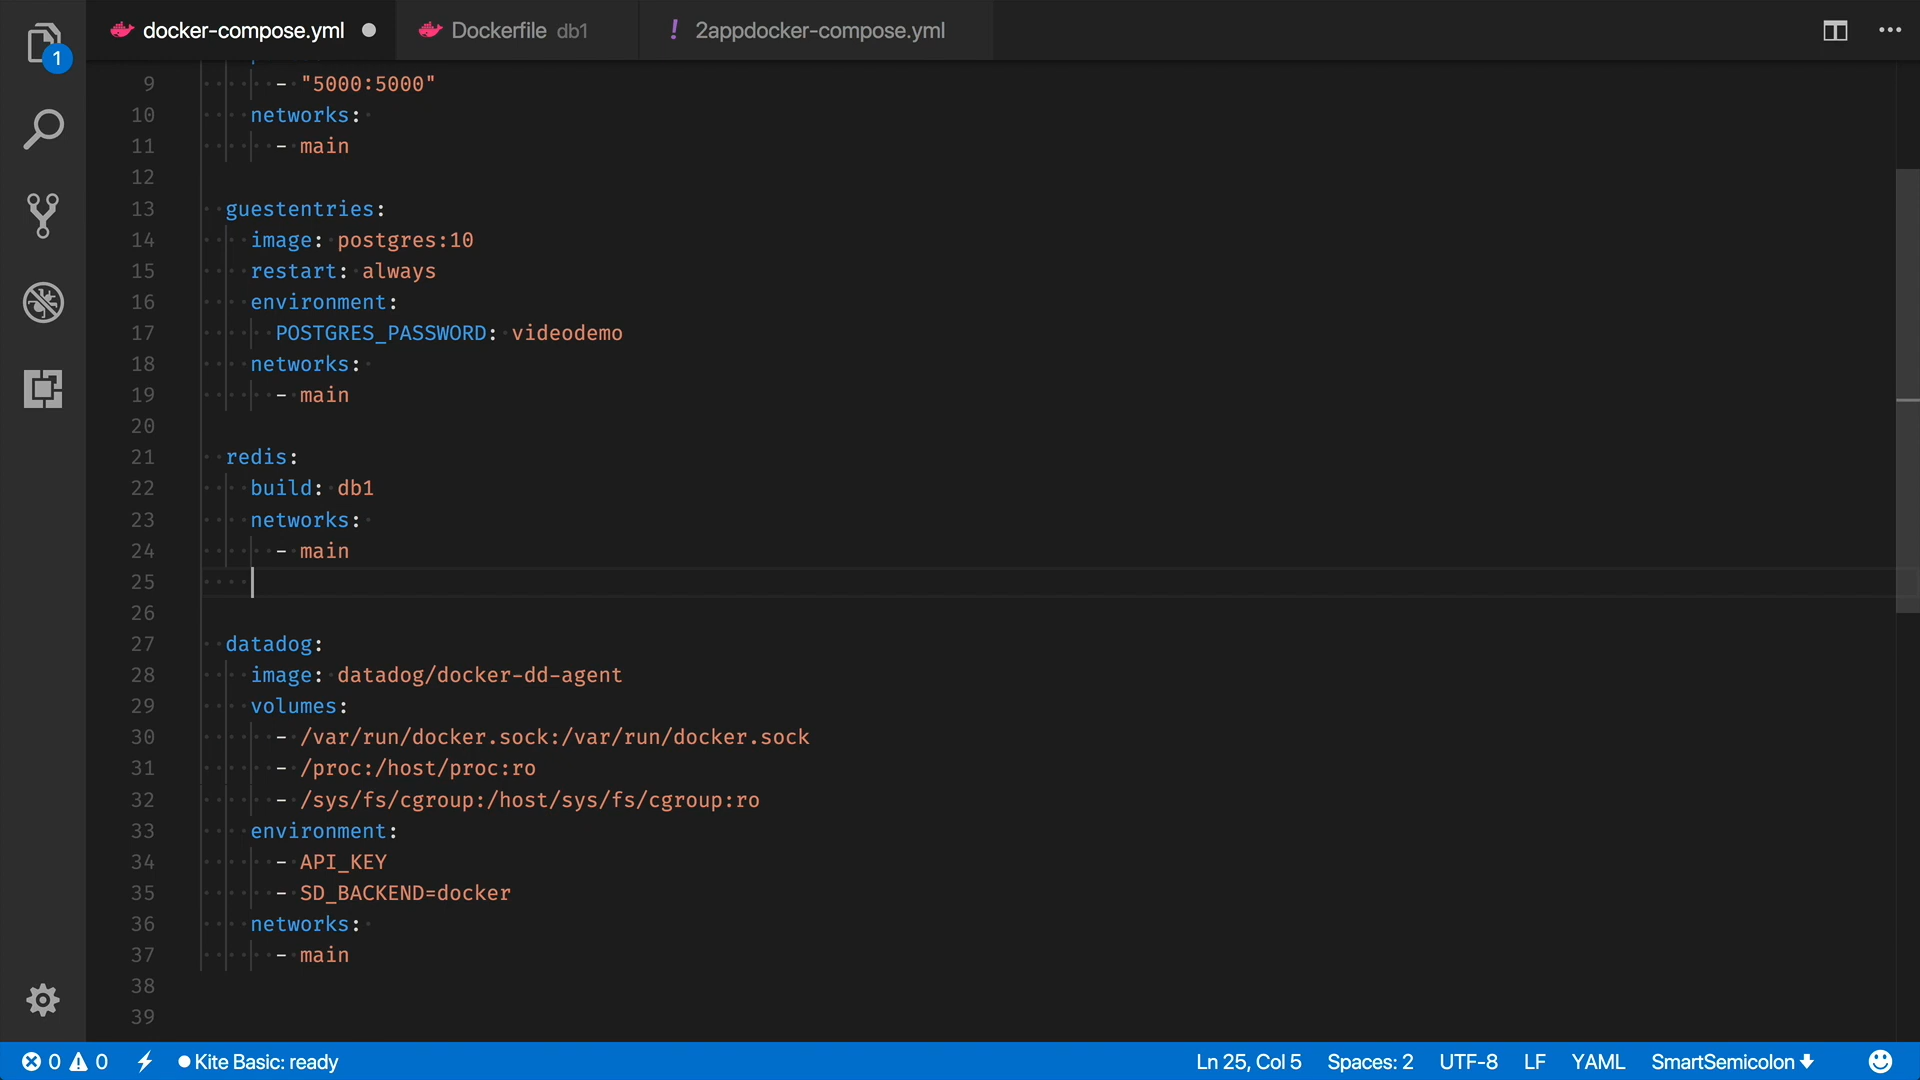 1
docker-compose.yml
Dockerfile db1
! 2appdocker-compose.yml
9 - "5000:5000"
10 networks:
11 - main
12
13 guestentries:
14 image: postgres:10
15 restart: always
16 environment:
17 POSTGRES_PASSWORD: videodemo
18 networks:
19 - main
20
21 redis:
22 build: db1
23 networks:
24 - main
25
26
27 datadog:
28 image: datadog/docker-dd-agent
29 volumes:
30 - /var/run/docker.sock:/var/run/docker.sock
31 - /proc:/host/proc:ro
32 - /sys/fs/cgroup:/host/sys/fs/cgroup:ro
33 environment:
34 - API_KEY
35 - SD_BACKEND=docker
36 networks:
37 - main
38
39
0 0 Kite Basic: ready Ln 25, Col 5 Spaces: 2 UTF-8 LF YAML SmartSemicolon